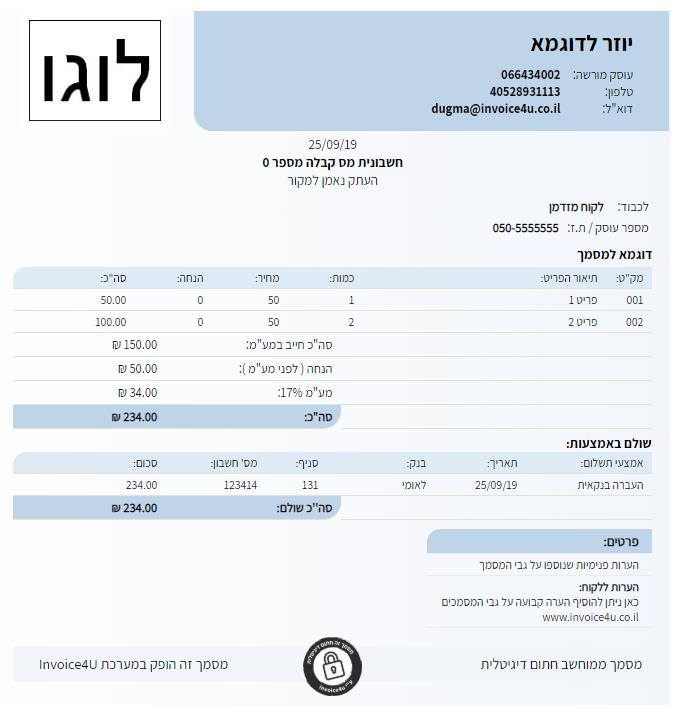 לוגו
יוזר לדוגמא
עוסק מורשה: 066434002
טלפון: 40528931113
דוא"ל: dugma@invoice4u.co.il
25/09/19
חשבונית מס קבלה מספר 0
העתק נאמן למקור
לכבוד: לקוח מזדמן
מספר עוסק / ת.ז: 050-5555555
דוגמא למסמך
מק"ט: תיאור הפריט: כמות: מחיר: הנחה: סה"כ:
001 פריט 1 1 50 0 50.00
002 פריט 2 2 50 0 100.00
סה"כ חייב במע"מ: 150.00 ₪
הנחה ( לפני מע"מ ): 50.00 ₪
מע"מ 17%: 34.00 ₪
סה"כ: 234.00 ₪
שולם באמצעות:
אמצעי תשלום: תאריך: בנק: סניף: מס' חשבון: סכום:
העברה בנקאית 25/09/19 לאומי 131 123414 234.00
סה"כ שולם: 234.00 ₪
פרטים:
הערות פנימיות שנוספו על גבי המסמך
הערות ללקוח:
כאן ניתן להוסיף הערה קבועה על גבי המסמכים
www.invoice4u.co.il
מסמך ממוחשב חתום דיגיטלית
מסמך זה חתום דיגיטלית
invoice4u
מסמך זה הופק במערכת Invoice4U